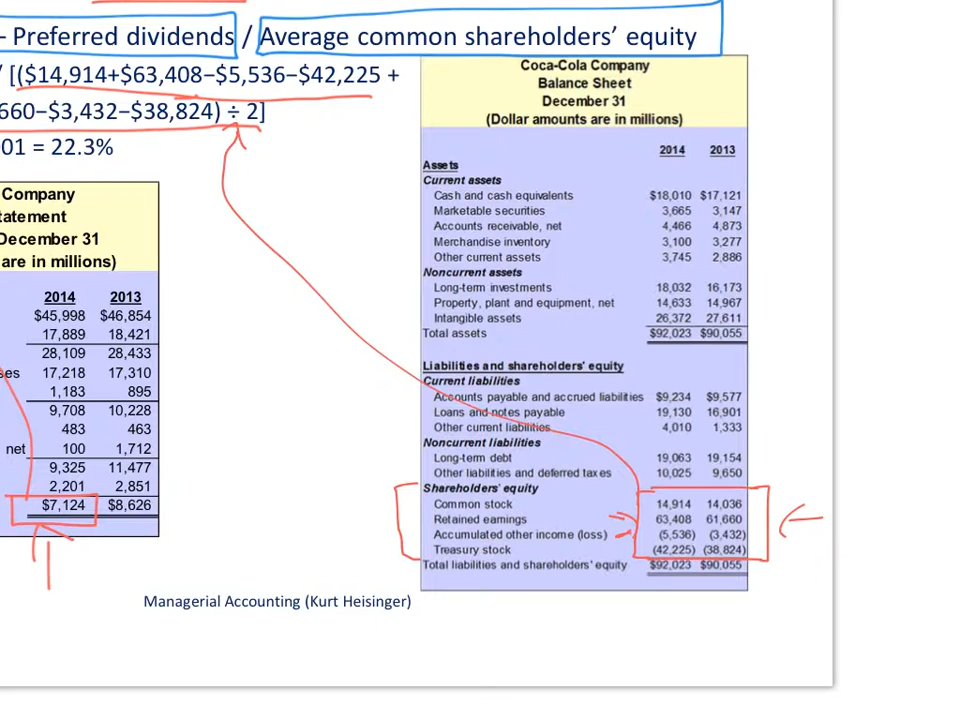 – Preferred dividends / Average common shareholders’ equity
/ [($14,914+$63,408−$5,536−$42,225 +
660−$3,432−$38,824) ÷ 2]
01 = 22.3%
Company
tatement
December 31
are in millions)
2014 2013
$45,998 $46,854
17,889 18,421
28,109 28,433
ses 17,218 17,310
1,183 895
9,708 10,228
483 463
net 100 1,712
9,325 11,477
2,201 2,851
$7,124 $8,626
Coca-Cola Company
Balance Sheet
December 31
(Dollar amounts are in millions)
2014 2013
Assets
Current assets
Cash and cash equivalents $18,010 $17,121
Marketable securities 3,665 3,147
Accounts receivable, net 4,466 4,873
Merchandise inventory 3,100 3,277
Other current assets 3,745 2,886
Noncurrent assets
Long-term investments 18,032 16,173
Property, plant and equipment, net 14,633 14,967
Intangible assets 26,372 27,611
Total assets $92,023 $90,055
Liabilities and shareholders' equity
Current liabilities
Accounts payable and accrued liabilities $9,234 $9,577
Loans and notes payable 19,130 16,901
Other current liabilities 4,010 1,333
Noncurrent liabilities
Long-term debt 19,063 19,154
Other liabilities and deferred taxes 10,025 9,650
Shareholders' equity
Common stock 14,914 14,036
Retained earnings 63,408 61,660
Accumulated other income (loss) (5,536) (3,432)
Treasury stock (42,225) (38,824)
Total liabilities and shareholders' equity $92,023 $90,055
Managerial Accounting (Kurt Heisinger)